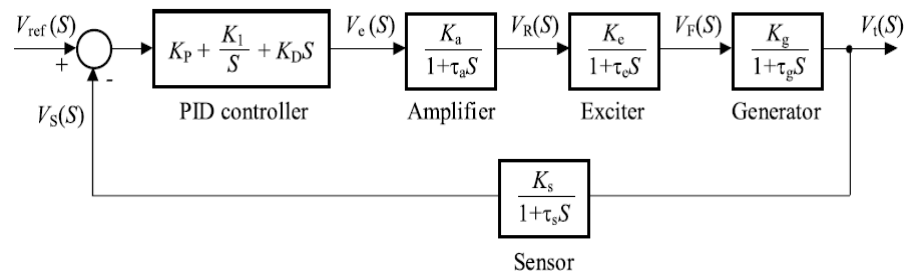 V_ref(S)
+
-
V_S(S)
K_P + K_1/S + K_D S
PID controller
V_e(S)
K_a
1+τ_a S
Amplifier
V_R(S)
K_e
1+τ_e S
Exciter
V_F(S)
K_g
1+τ_g S
Generator
V_t(S)
K_s
1+τ_s S
Sensor